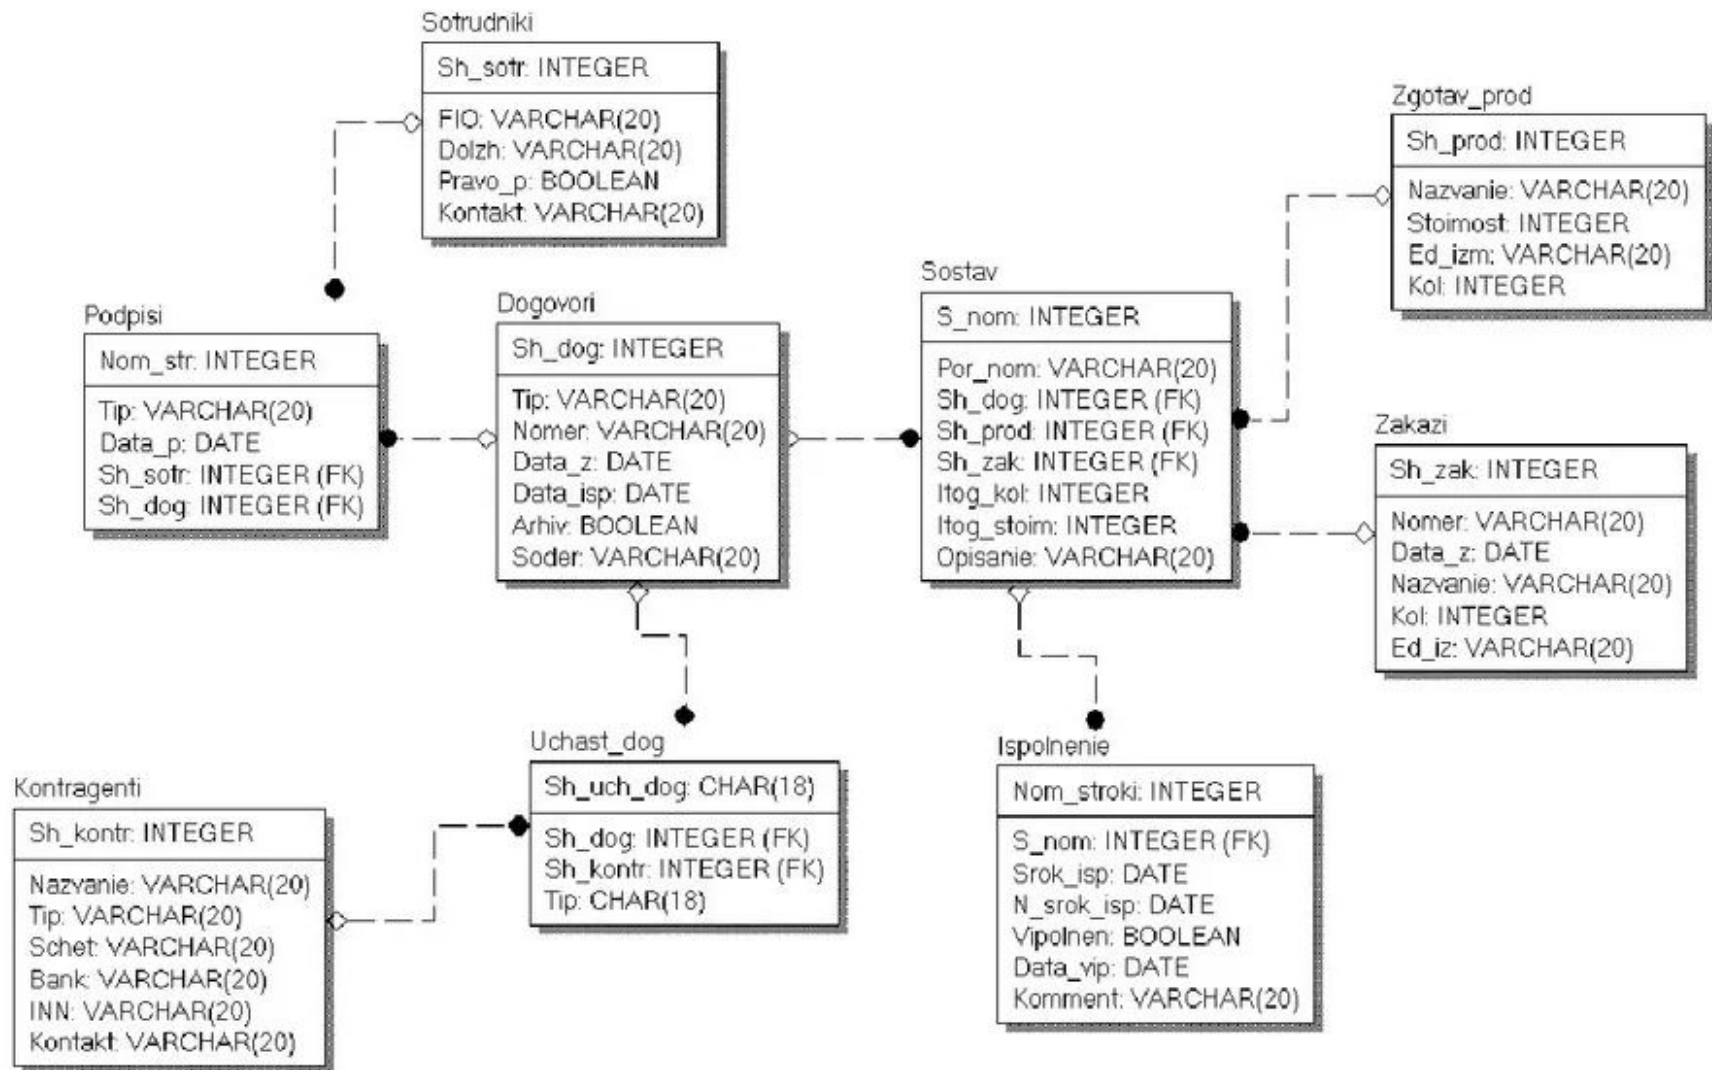 Sotrudniki
Sh_sotr: INTEGER
FIO: VARCHAR(20)
Dolzh: VARCHAR(20)
Pravo_p: BOOLEAN
Kontakt: VARCHAR(20)
Zgotav_prod
Sh_prod: INTEGER
Nazvanie: VARCHAR(20)
Stoimost: INTEGER
Ed_izm: VARCHAR(20)
Kol: INTEGER
Podpisi
Nom_str: INTEGER
Tip: VARCHAR(20)
Data_p: DATE
Sh_sotr: INTEGER (FK)
Sh_dog: INTEGER (FK)
Dogovori
Sh_dog: INTEGER
Tip: VARCHAR(20)
Nomer: VARCHAR(20)
Data_z: DATE
Data_isp: DATE
Arhiv: BOOLEAN
Soder: VARCHAR(20)
Sostav
S_nom: INTEGER
Por_nom: VARCHAR(20)
Sh_dog: INTEGER (FK)
Sh_prod: INTEGER (FK)
Sh_zak: INTEGER (FK)
Itog_kol: INTEGER
Itog_stoim: INTEGER
Opisanie: VARCHAR(20)
Zakazi
Sh_zak: INTEGER
Nomer: VARCHAR(20)
Data_z: DATE
Nazvanie: VARCHAR(20)
Kol: INTEGER
Ed_iz: VARCHAR(20)
Kontragenti
Sh_kontr: INTEGER
Nazvanie: VARCHAR(20)
Tip: VARCHAR(20)
Schet: VARCHAR(20)
Bank: VARCHAR(20)
INN: VARCHAR(20)
Kontakt: VARCHAR(20)
Uchast_dog
Sh_uch_dog: CHAR(18)
Sh_dog: INTEGER (FK)
Sh_kontr: INTEGER (FK)
Tip: CHAR(18)
Ispolnenie
Nom_stroki: INTEGER
S_nom: INTEGER (FK)
Srok_isp: DATE
N_srok_isp: DATE
Vipolnen: BOOLEAN
Data_vip: DATE
Komment: VARCHAR(20)